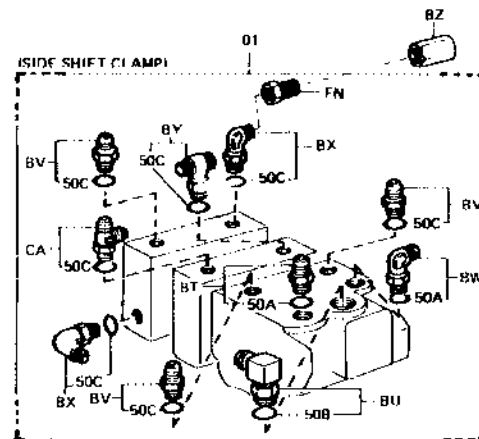 BZ
01
(SIDE SHIFT CLAMP)
FN
BY
BV
50C
BX
50C
50C
BV
50C
CA
50C
BW
BT
50A
50A
50C
BX
BV
50C
50B
BU